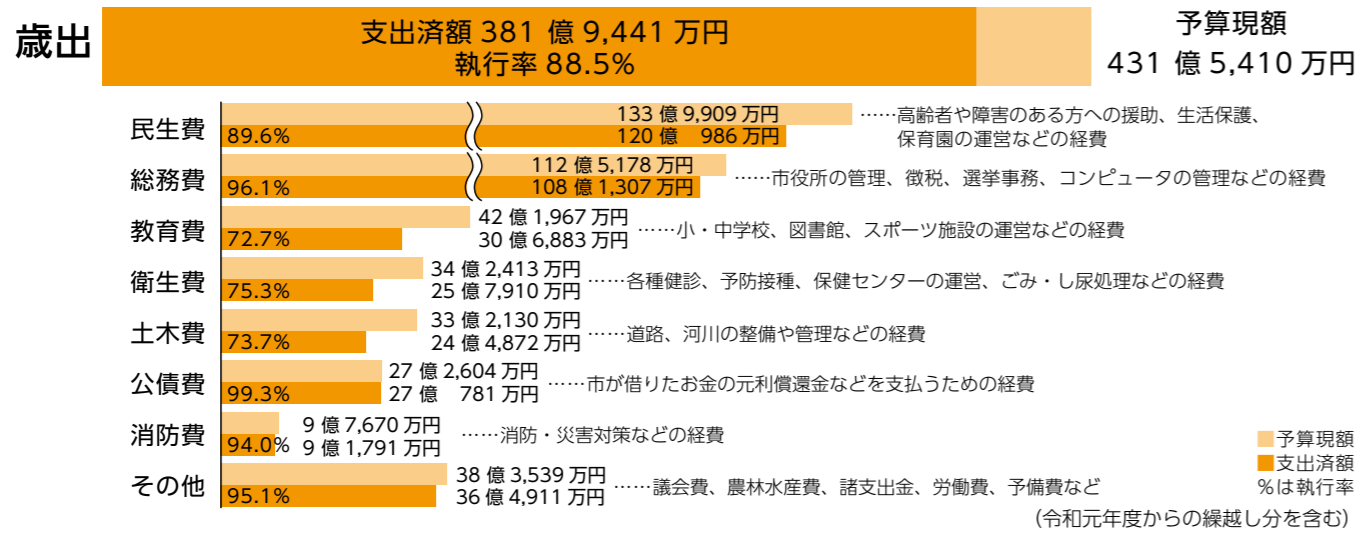 歳出
支出済額 381 億 9,441 万円
執行率 88.5%
予算現額
431 億 5,410 万円
民生費
133 億 9,909 万円
89.6%
120 億 986 万円
……高齢者や障害のある方への援助、生活保護、
保育園の運営などの経費
総務費
112 億 5,178 万円
96.1%
108 億 1,307 万円
……市役所の管理、徴税、選挙事務、コンピュータの管理などの経費
教育費
42 億 1,967 万円
72.7%
30 億 6,883 万円
……小・中学校、図書館、スポーツ施設の運営などの経費
衛生費
34 億 2,413 万円
75.3%
25 億 7,910 万円
……各種健診、予防接種、保健センターの運営、ごみ・し尿処理などの経費
土木費
33 億 2,130 万円
73.7%
24 億 4,872 万円
……道路、河川の整備や管理などの経費
公債費
27 億 2,604 万円
99.3%
27 億 781 万円
……市が借りたお金の元利償還金などを支払うための経費
消防費
9 億 7,670 万円
94.0%
9 億 1,791 万円
……消防・災害対策などの経費
その他
38 億 3,539 万円
95.1%
36 億 4,911 万円
……議会費、農林水産費、諸支出金、労働費、予備費など
予算現額
支出済額
%は執行率
(令和元年度からの繰越し分を含む)